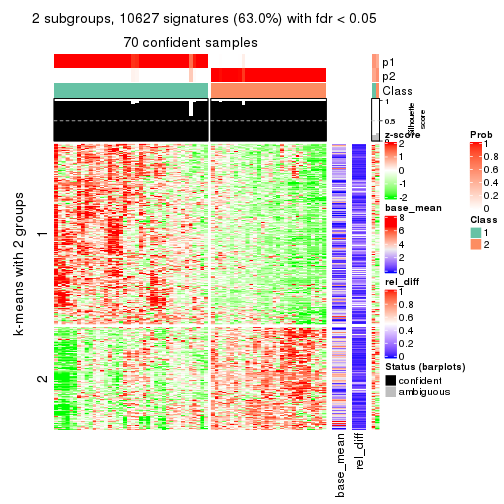 2 subgroups, 10627 signatures (63.0%) with fdr < 0.05
70 confident samples
p1
p2
Class
1
0.5
0
Silhouette
score
k-means with 2 groups
1
2
base_mean
rel_diff
z-score
2
1
0
-1
-2
base_mean
8
6
4
2
0
rel_diff
1
0.8
0.6
0.4
0.2
0
Status (barplots)
confident
ambiguous
Prob
1
0.8
0.6
0.4
0.2
0
Class
1
2